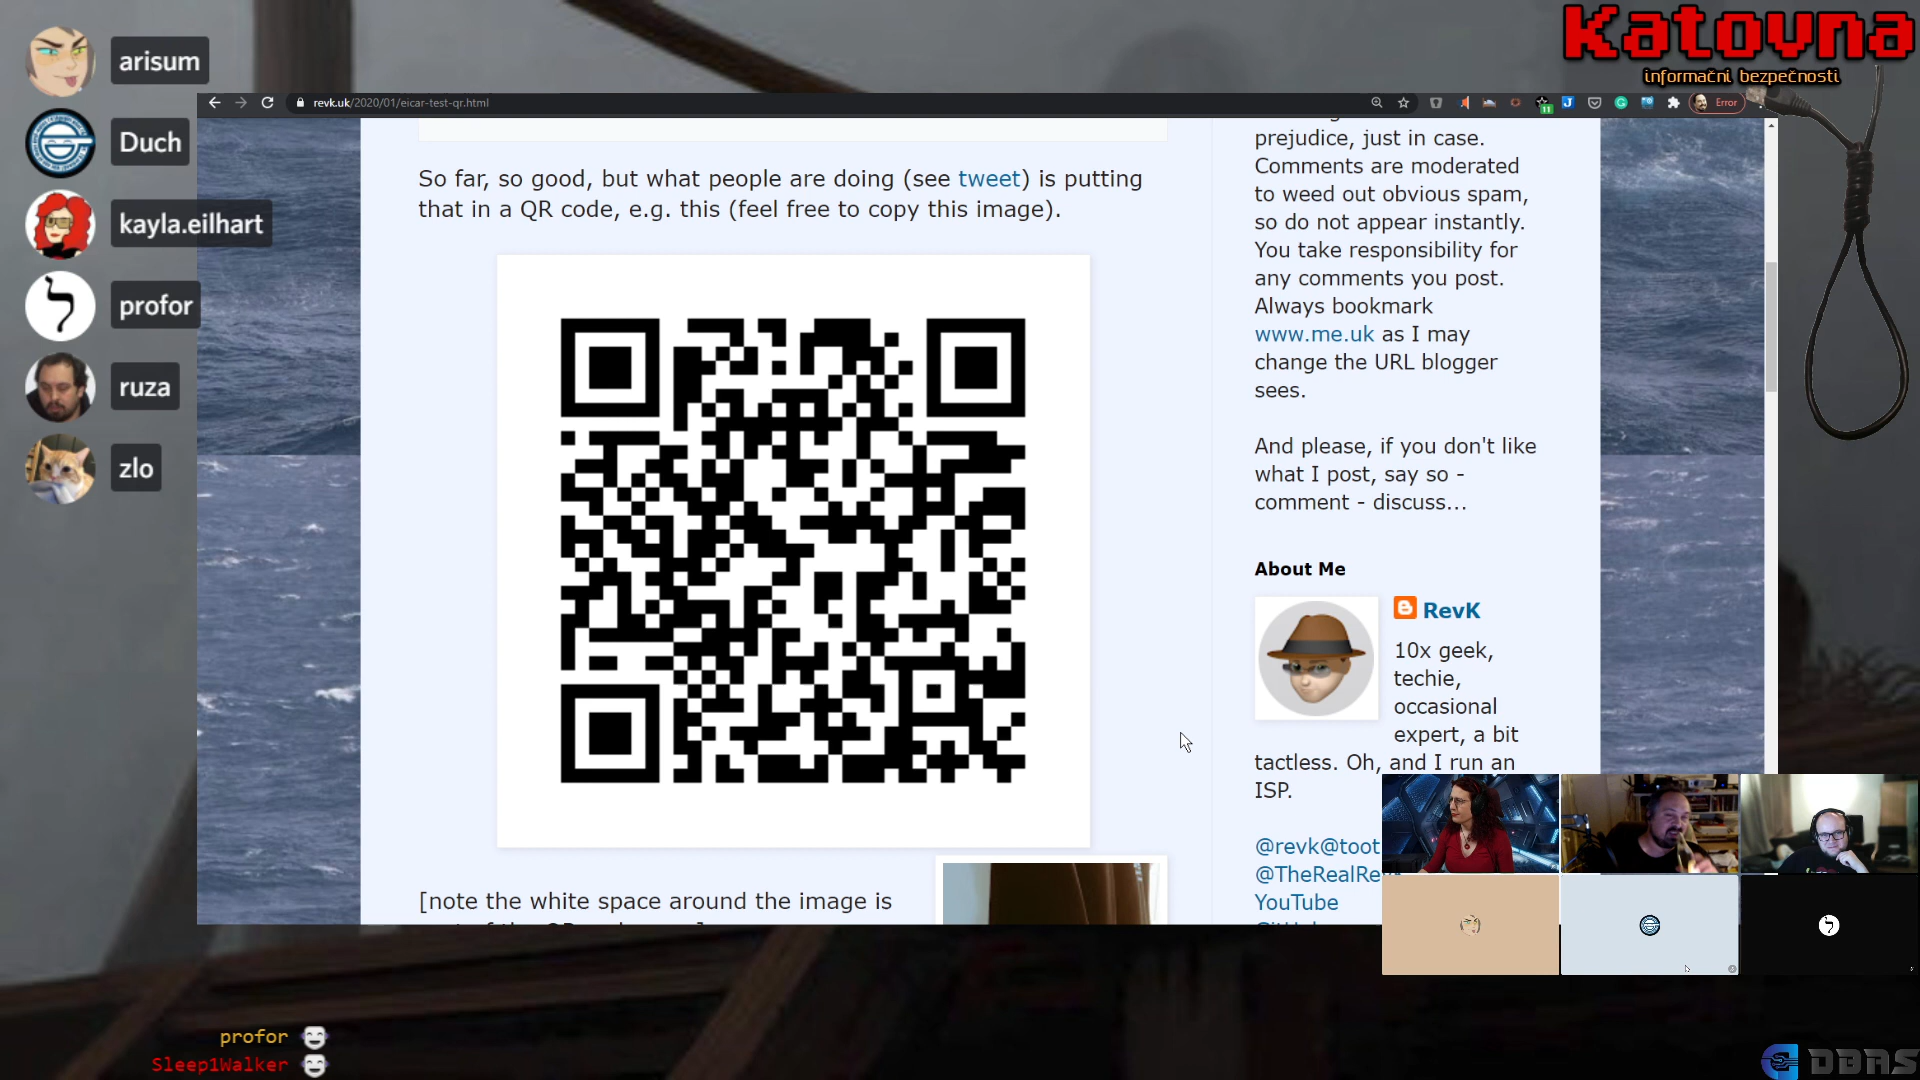 Katovna
informační bezpečnosti
arisum
Duch
kayla.eilhart
profor
ruza
zlo
revk.uk/2020/01/eicar-test-qr.html
11
Error
So far, so good, but what people are doing (see tweet) is putting
that in a QR code, e.g. this (feel free to copy this image).
[note the white space around the image is
prejudice, just in case.
Comments are moderated
to weed out obvious spam,
so do not appear instantly.
You take responsibility for
any comments you post.
Always bookmark
www.me.uk as I may
change the URL blogger
sees.
And please, if you don't like
what I post, say so -
comment - discuss...
About Me
RevK
10x geek,
techie,
occasional
expert, a bit
tactless. Oh, and I run an
ISP.
@revk@toot
@TheRealRe
YouTube
profor
Sleep1Walker
DBAS